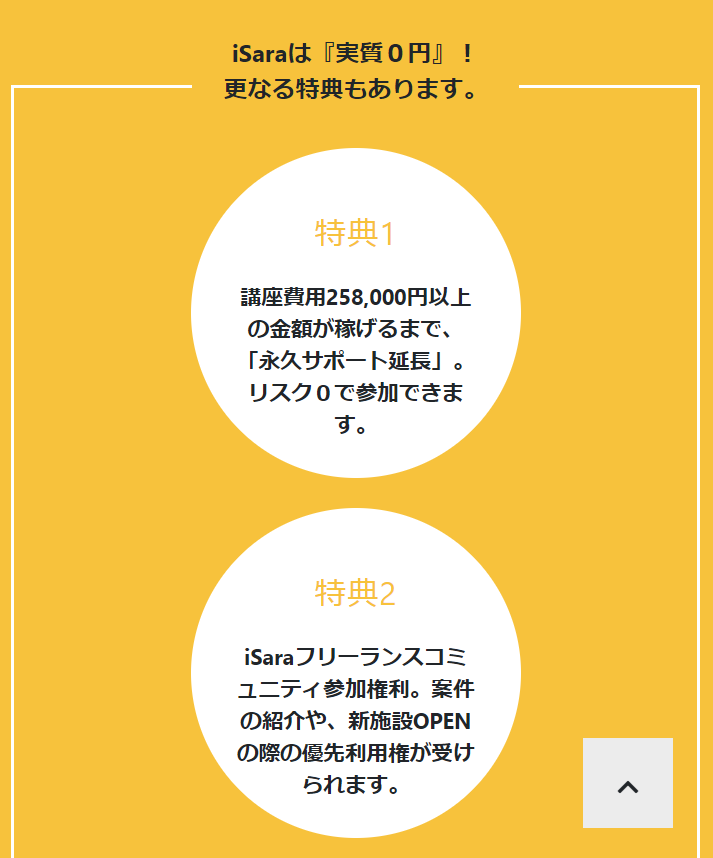 iSaraは『実質０円』！
更なる特典もあります。
特典1
講座費用258,000円以上
の金額が稼げるまで、
「永久サポート延長」。
リスク０で参加できま
す。
特典2
iSaraフリーランスコミ
ュニティ参加権利。案件
の紹介や、新施設OPEN
の際の優先利用権が受け
られます。